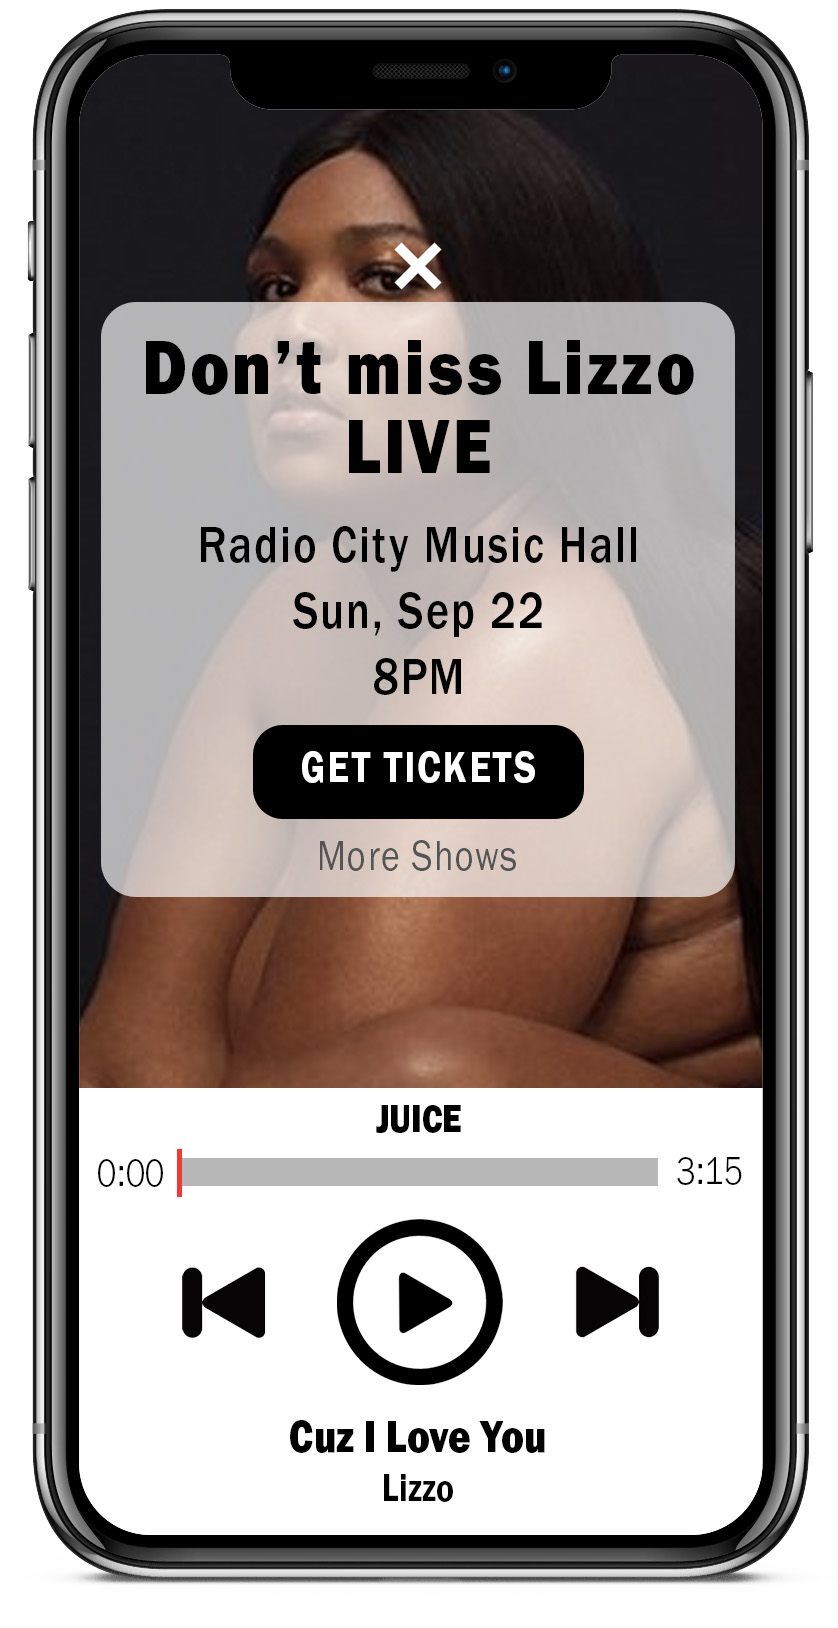 Don’t miss Lizzo
LIVE
Radio City Music Hall
Sun, Sep 22
8PM
GET TICKETS
More Shows
JUICE
0:00
3:15
Cuz I Love You
Lizzo